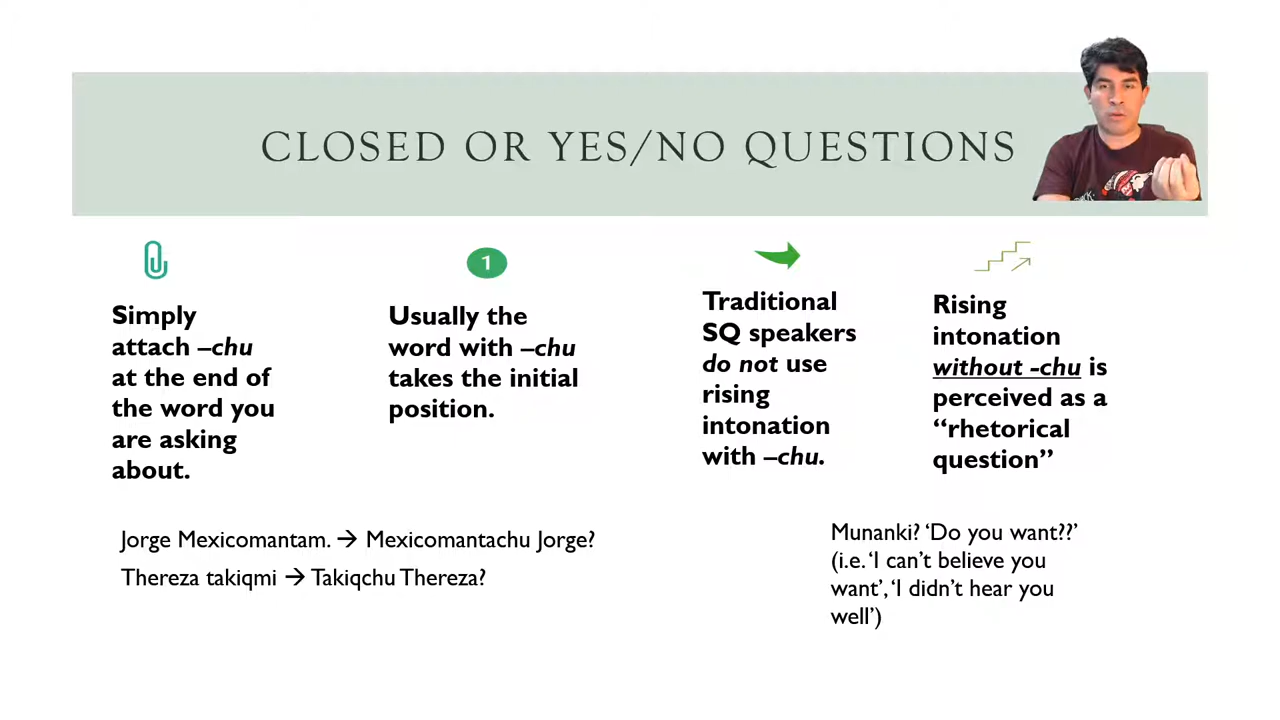 CLOSED OR YES/NO QUESTIONS
1
Simply
attach –chu
at the end of
the word you
are asking
about.
Usually the
word with –chu
takes the initial
position.
Traditional
SQ speakers
do not use
rising
intonation
with –chu.
Rising
intonation
without -chu is
perceived as a
“rhetorical
question”
Jorge Mexicomantam. → Mexicomantachu Jorge?
Thereza takiqmi → Takiqchu Thereza?
Munanki? ‘Do you want??’
(i.e. ‘I can’t believe you
want’, ‘I didn’t hear you
well’)